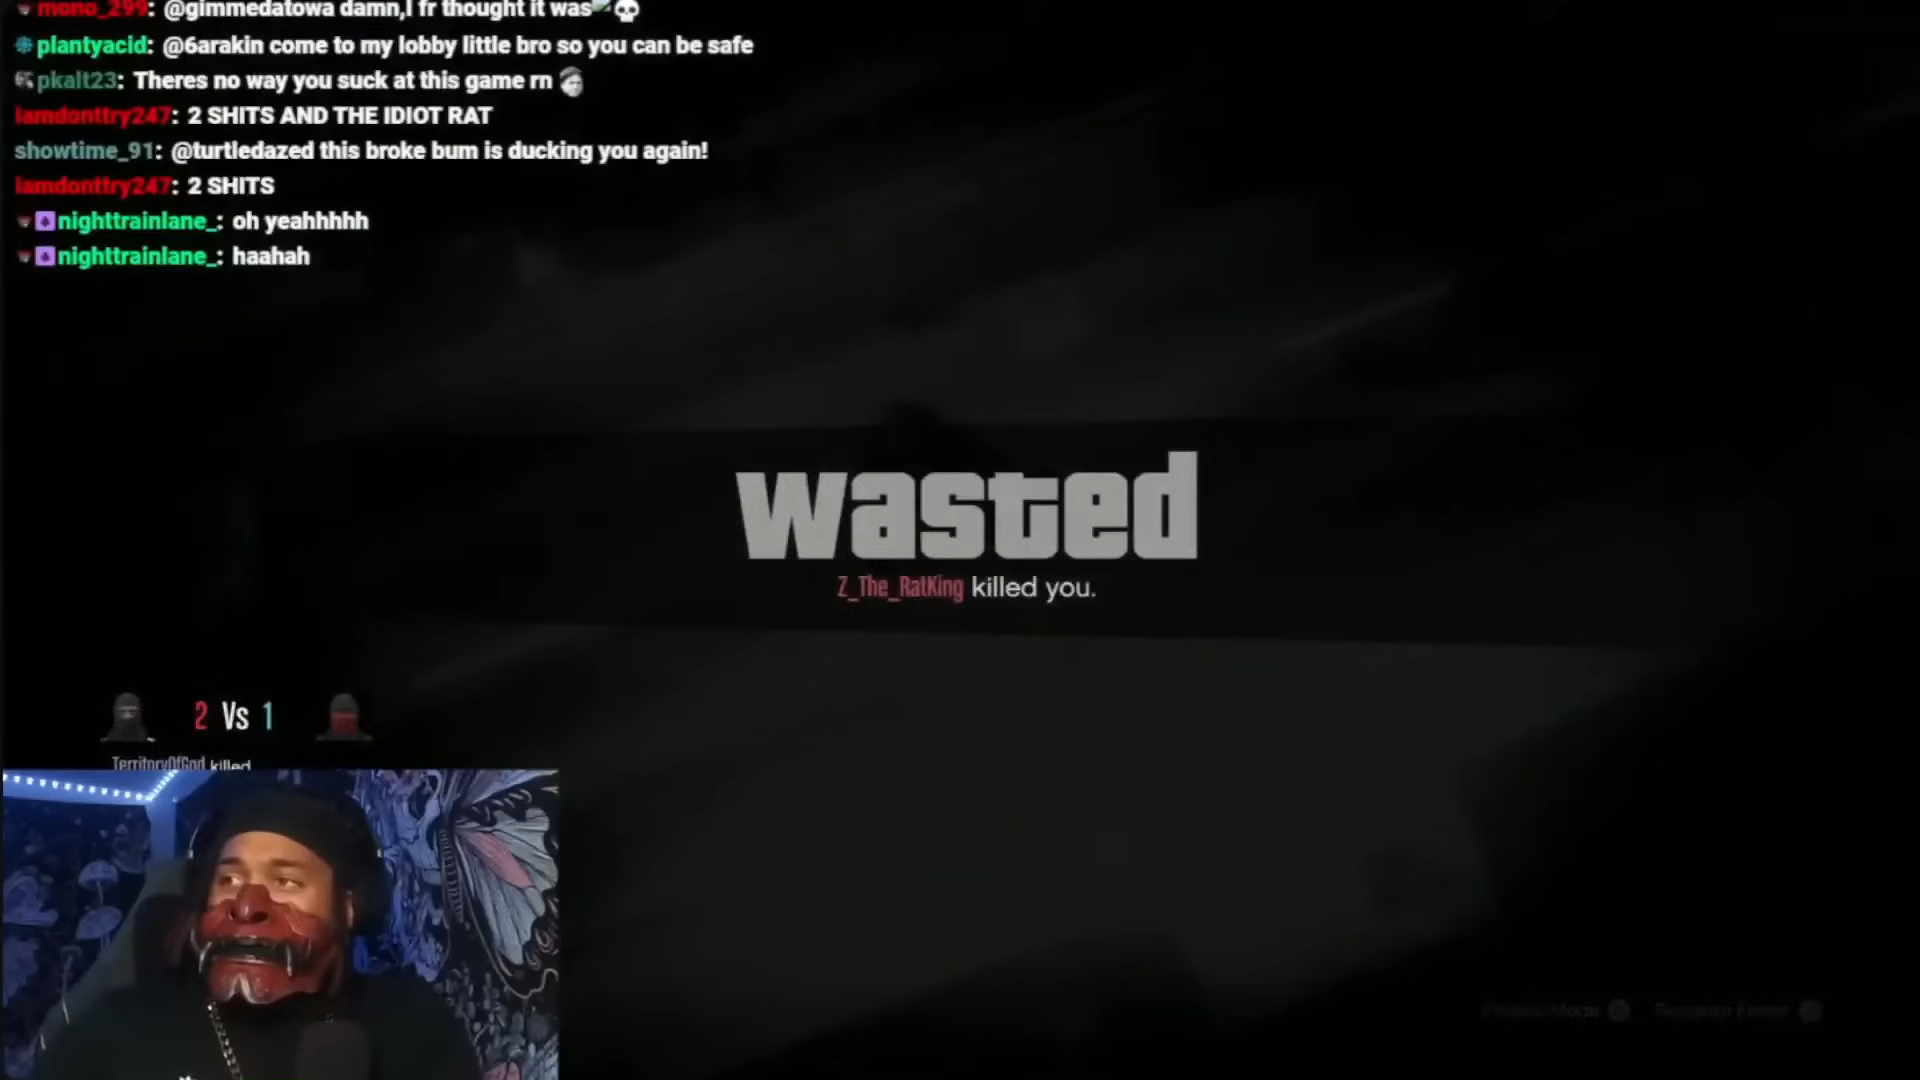 mono_299: @gimmedatowa damn,I fr thought it was
plantyacid: @6arakin come to my lobby little bro so you can be safe
pkalt23: Theres no way you suck at this game rn
iamdonttry247: 2 SHITS AND THE IDIOT RAT
showtime_91: @turtledazed this broke bum is ducking you again!
iamdonttry247: 2 SHITS
nighttrainlane_: oh yeahhhhh
nighttrainlane_: haahah
wasted
Z_The_RatKing killed you.
2 Vs 1
TerritoryOfGod killed